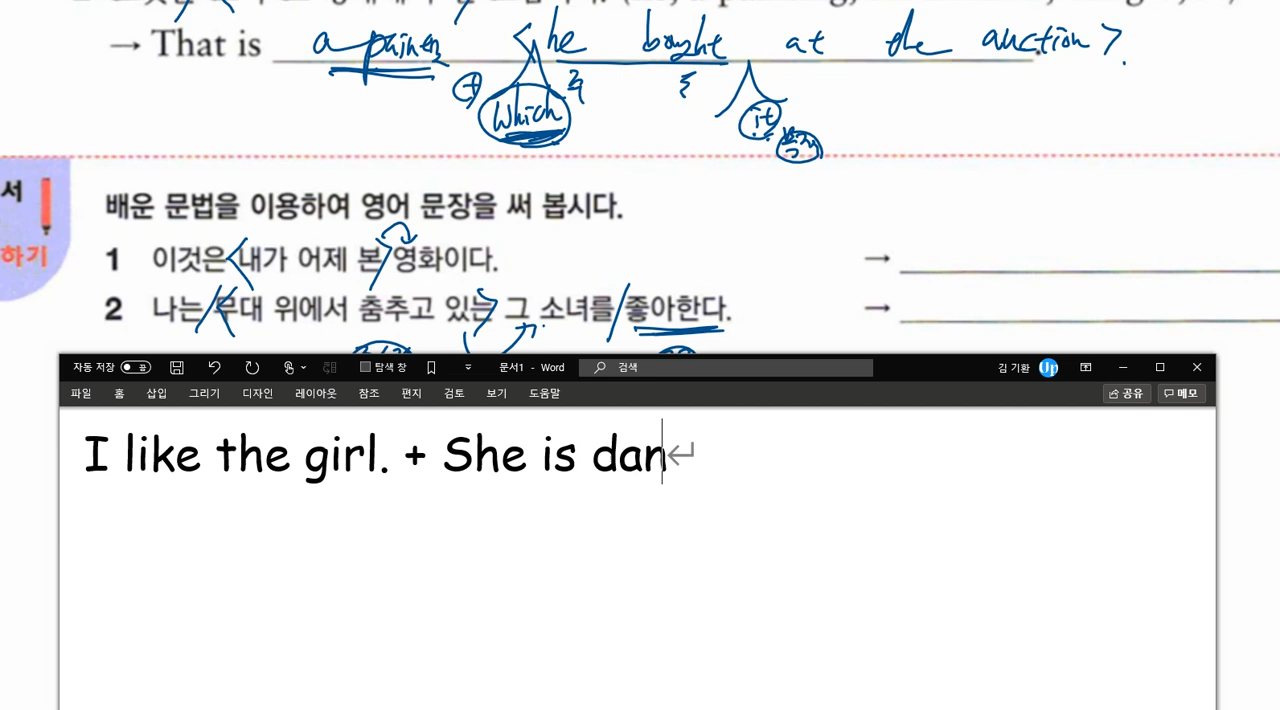 → That is a painer <he bought at the auction>.
+ which it
서 배운 문법을 이용하여 영어 문장을 써 봅시다.
하기 1 이것은 내가 어제 본 영화이다. →
2 나는 무대 위에서 춤추고 있는 그 소녀를 좋아한다. →
자동 저장 끔 탐색 창 문서1 - Word 검색 김 기환 Up
파일 홈 삽입 그리기 디자인 레이아웃 참조 편지 검토 보기 도움말 공유 메모
I like the girl. + She is dan